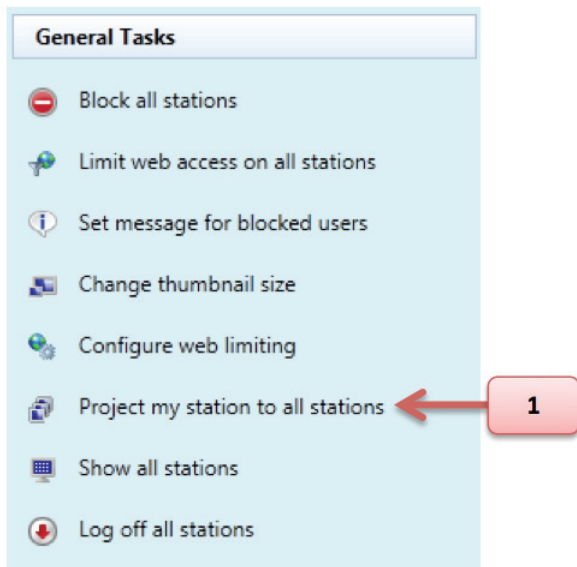 General Tasks
Block all stations
Limit web access on all stations
Set message for blocked users
Change thumbnail size
Configure web limiting
Project my station to all stations
1
Show all stations
Log off all stations